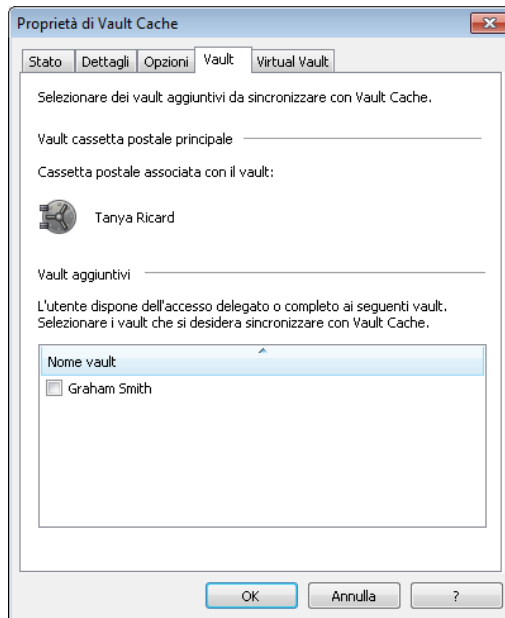 Proprietà di Vault Cache
Stato Dettagli Opzioni Vault Virtual Vault
Selezionare dei vault aggiuntivi da sincronizzare con Vault Cache.
Vault cassetta postale principale
Cassetta postale associata con il vault:
Tanya Ricard
Vault aggiuntivi
L'utente dispone dell'accesso delegato o completo ai seguenti vault.
Selezionare i vault che si desidera sincronizzare con Vault Cache.
Nome vault
Graham Smith
OK Annulla ?